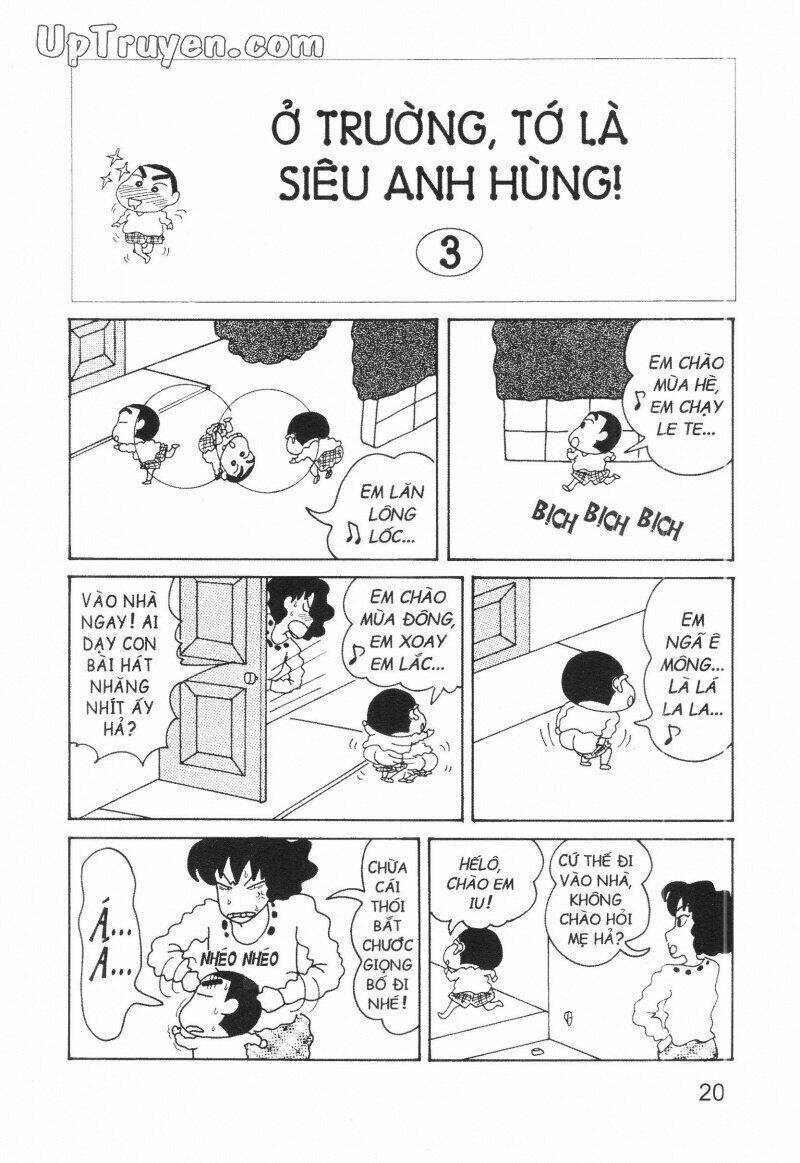 UpTruyen.com
Ở TRƯỜNG, TỚ LÀ
SIÊU ANH HÙNG!
3
EM CHÀO
MÙA HÈ,
EM CHẠY
LE TE...
BỊCH BỊCH BỊCH
EM LĂN
LÔNG
LỐC...
EM
NGÃ Ê
MÔNG...
LÀ LÁ
LA LA...
EM CHÀO
MÙA ĐÔNG,
EM XOAY
EM LẮC...
VÀO NHÀ
NGAY! AI
DẠY CON
BÀI HÁT
NHĂNG
NHÍT ẤY
HẢ?
CỨ THẾ ĐI
VÀO NHÀ,
KHÔNG
CHÀO HỎI
MẸ HẢ?
HÉLÔ,
CHÀO EM
IU!
CHỪA
CÁI
THÓI
BẮT
CHƯỚC
GIỌNG
BỐ ĐI
NHÉ!
NHÉO NHÉO
Á...
Á...
20